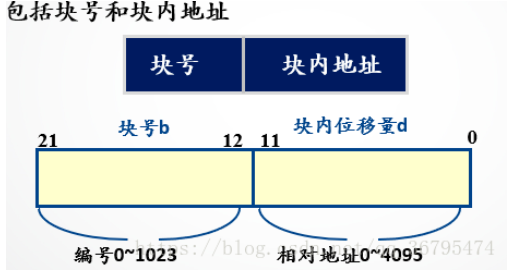 包括块号和块内地址
块号 块内地址
块号b 块内位移量d
21 12 11 0
编号0~1023 相对地址0~4095
https://blog.csdn.net/qq_36795474